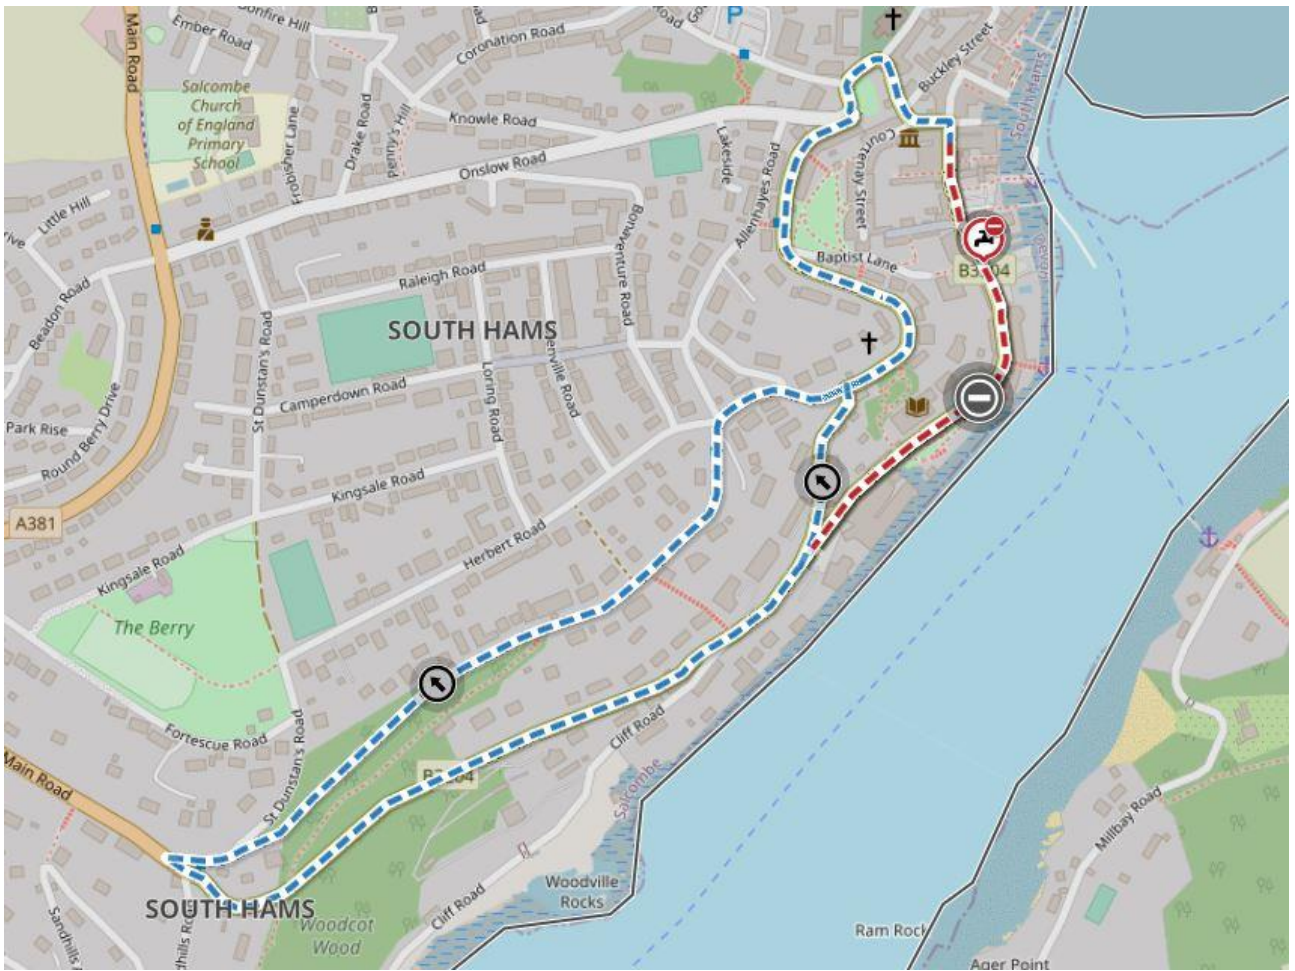 Main Road
Bonfire Hill
Ember Road
Coronation Road
Road
P
Buckley Street
South Hams
Salcombe
Church
of England
Primary
School
Frobisher Lane
Drake Road
Penny's Hill
Knowle Road
Onslow Road
Lakeside
Allenhayes Road
Courtenay Street
Little Hill
Beadon Road
Raleigh Road
Bonaventure Road
Baptist Lane
Devon
SOUTH HAMS
St Dunstan's Road
Camperdown Road
Loring Road
Park Rise
Round Berry Drive
Kingsale Road
A381
Herbert Road
Kingsale Road
The Berry
Fortescue Road
St Dunstan's Road
Cliff Road
Main Road
Salcombe
Millbay Road
Woodville
Rocks
Cliff Road
SOUTH HAMS
Woodcot
Wood
Sandhills
Ram Rock
Ager Point